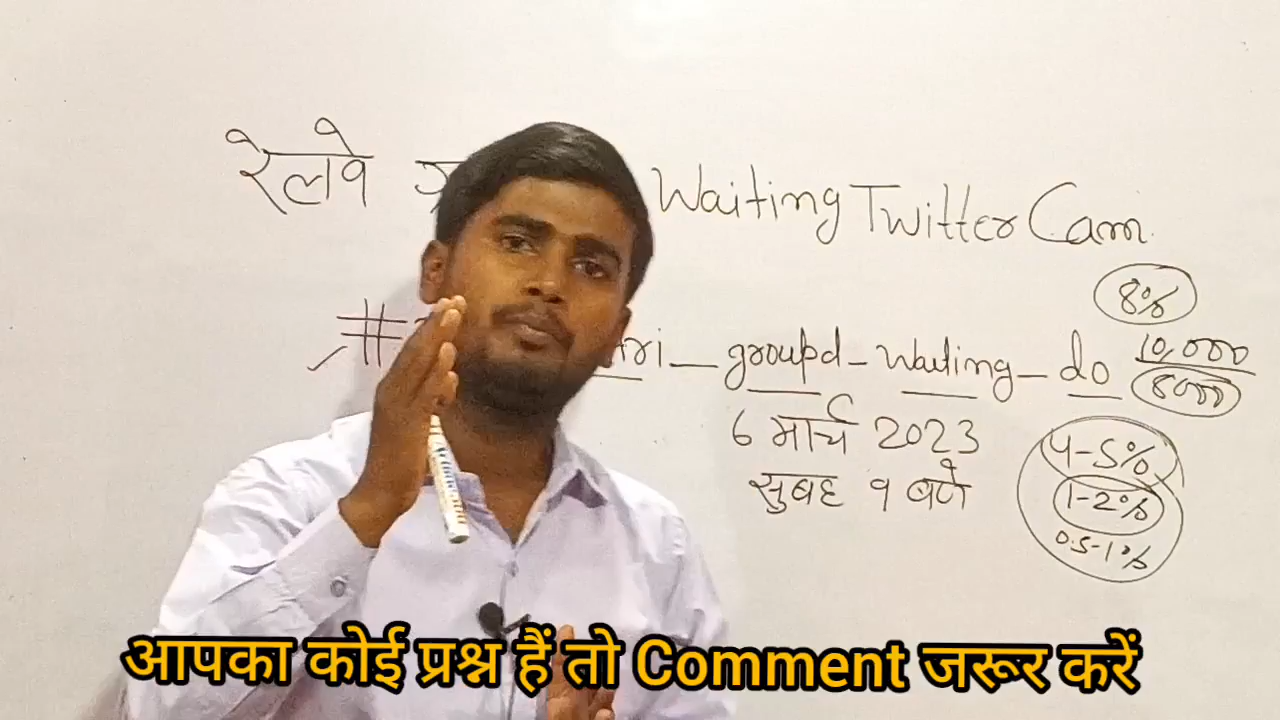 रेलवे Waiting Twitter Cam
8%
#ri_groupd_waiting_do
10,000
8000
6 मार्च 2023
सुबह 9 बजे
4-5%
1-2%
0.5-1%
आपका कोई प्रश्न हैं तो Comment जरूर करें